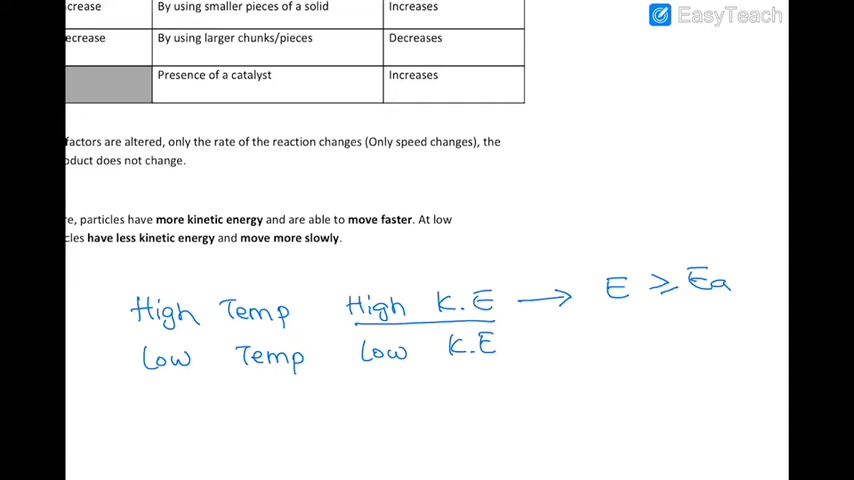 crease By using smaller pieces of a solid Increases
EasyTeach
ecrease By using larger chunks/pieces Decreases
Presence of a catalyst Increases
factors are altered, only the rate of the reaction changes (Only speed changes), the
oduct does not change.
re, particles have more kinetic energy and are able to move faster. At low
cles have less kinetic energy and move more slowly.
High Temp High K.E → E ≥ Ea
Low Temp Low K.E